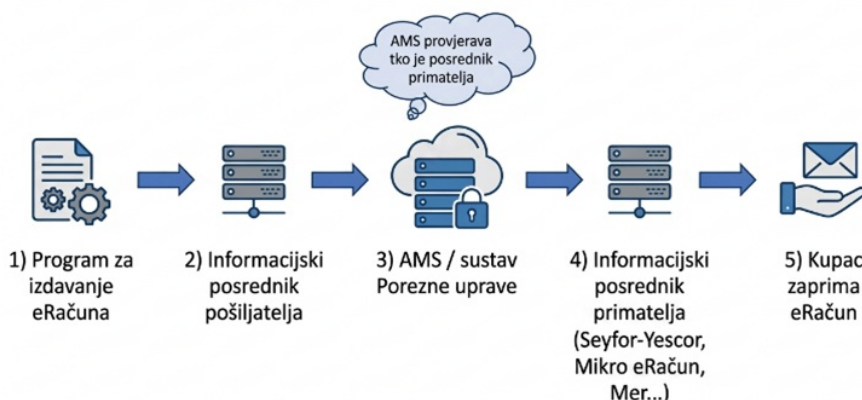 AMS provjerava
tko je posrednik
primatelja
1) Program za
izdavanje
eRačuna
2) Informacijski
posrednik
pošiljatelja
3) AMS / sustav
Porezne uprave
4) Informacijski
posrednik
primatelja
(Seyfor-Yescor,
Mikro eRačun,
Mer...)
5) Kupac
zaprima
eRačun